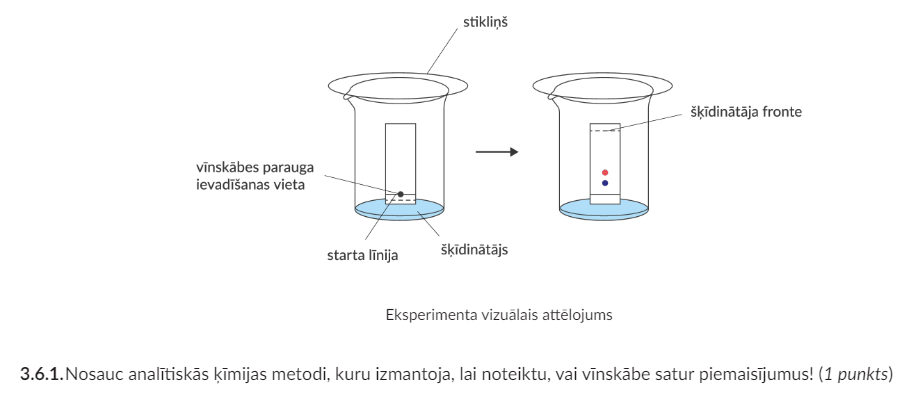 stikliņš
šķīdinātāja fronte
vīnskābes parauga
ievadīšanas vieta
starta līnija
šķīdinātājs
Eksperimenta vizuālais attēlojums
3.6.1. Nosauc analītiskās ķīmijas metodi, kuru izmantoja, lai noteiktu, vai vīnskābe satur piemaisījumus! (1 punkts)